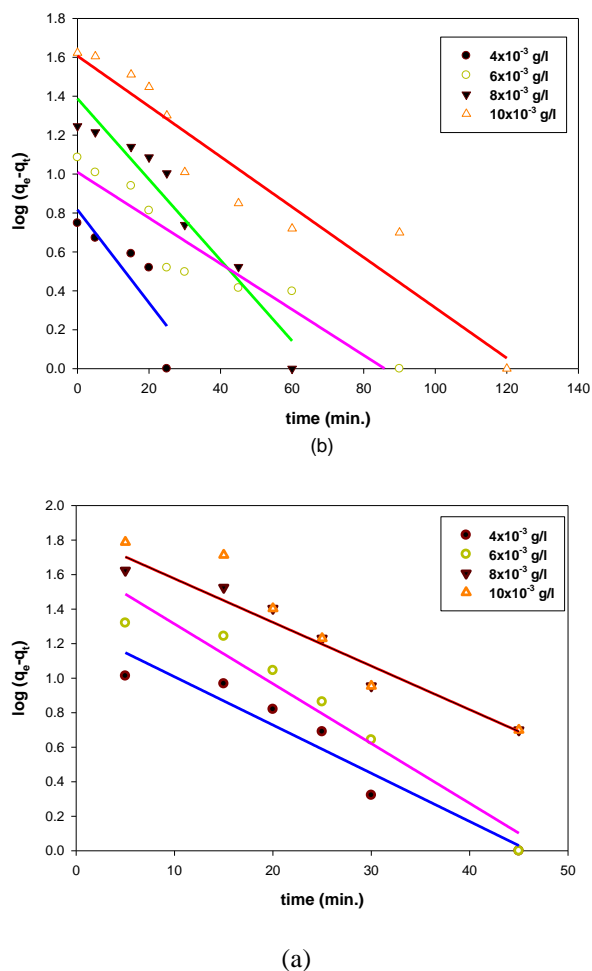 1.8
1.6
1.4
1.2
1.0
0.8
0.6
0.4
0.2
0.0
log (qe-qt)
4x10⁻³ g/l
6x10⁻³ g/l
8x10⁻³ g/l
10x10⁻³ g/l
0 20 40 60 80 100 120 140
time (min.)
(b)
2.0
1.8
1.6
1.4
1.2
1.0
0.8
0.6
0.4
0.2
0.0
log (qe-qt)
4x10⁻³ g/l
6x10⁻³ g/l
8x10⁻³ g/l
10x10⁻³ g/l
0 10 20 30 40 50
time (min.)
(a)